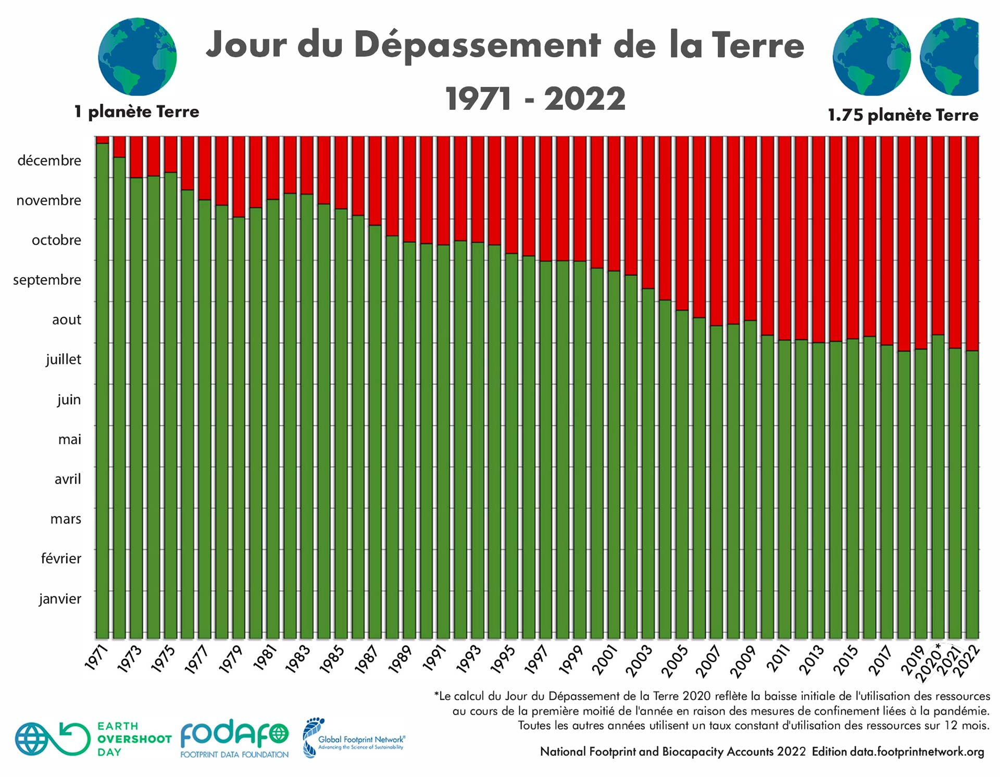 Jour du Dépassement de la Terre
1971 - 2022
1 planète Terre
1.75 planète Terre
décembre
novembre
octobre
septembre
aout
juillet
juin
mai
avril
mars
février
janvier
1971
1973
1975
1977
1979
1981
1983
1985
1987
1989
1991
1993
1995
1997
1999
2001
2003
2005
2007
2009
2011
2013
2015
2017
2019
2020*
2021
2022
*Le calcul du Jour du Dépassement de la Terre 2020 reflète la baisse initiale de l'utilisation des ressources
au cours de la première moitié de l'année en raison des mesures de confinement liées à la pandémie.
Toutes les autres années utilisent un taux constant d'utilisation des ressources sur 12 mois.
EARTH
OVERSHOOT
DAY
FODAFO
FOOTPRINT DATA FOUNDATION
Global Footprint Network®
Advancing the Science of Sustainability
National Footprint and Biocapacity Accounts 2022 Edition data.footprintnetwork.org